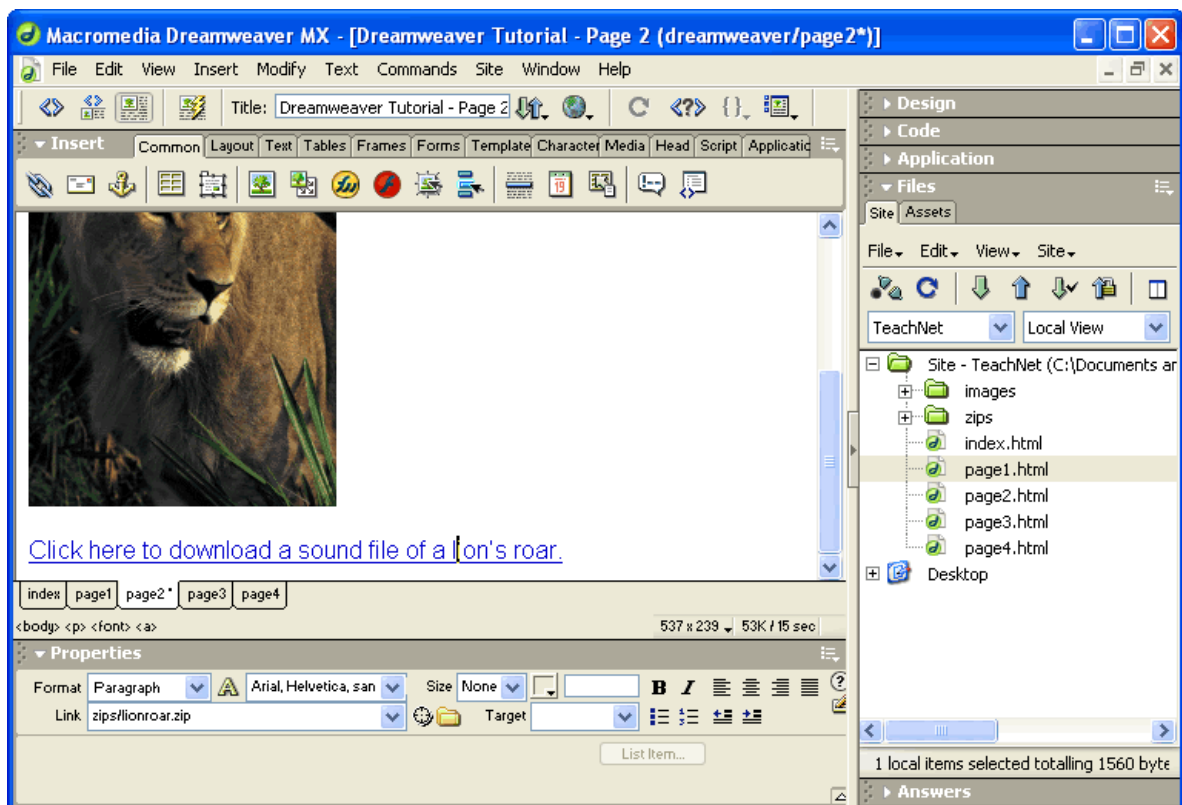 Macromedia Dreamweaver MX - [Dreamweaver Tutorial - Page 2 (dreamweaver/page2*)]
File Edit View Insert Modify Text Commands Site Window Help
Title: Dreamweaver Tutorial - Page 2
Insert Common Layout Text Tables Frames Forms Template Character Media Head Script Applicatio
19
Click here to download a sound file of a lion's roar.
index page1 page2* page3 page4
<body> <p> <font> <a> 537 x 239 53K / 15 sec
Properties
Format Paragraph A Arial, Helvetica, san Size None B I
Link zips/lionroar.zip Target
List Item...
Design
Code
Application
Files
Site Assets
File Edit View Site
TeachNet Local View
Site - TeachNet (C:\Documents ar
images
zips
index.html
page1.html
page2.html
page3.html
page4.html
Desktop
1 local items selected totalling 1560 byte
Answers